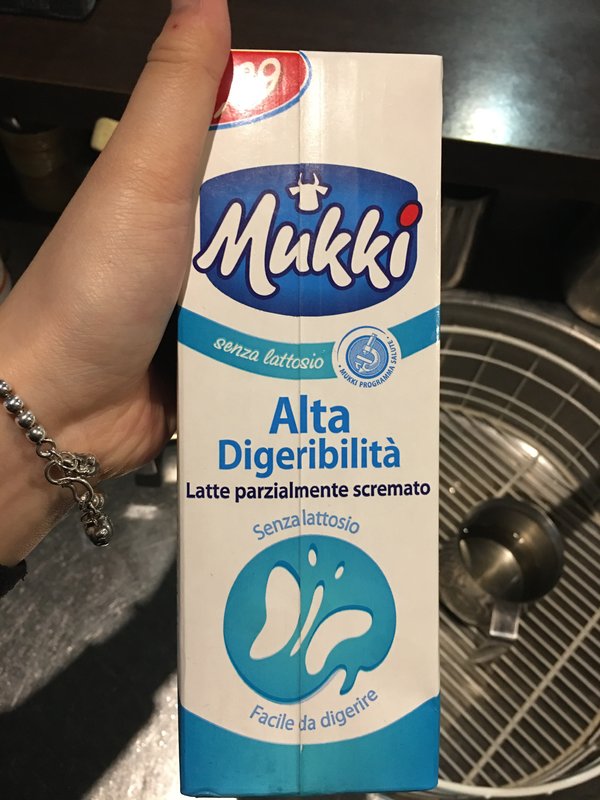 Mukki
senza lattosio
• MUKKI PROGRAMMA SALUTE •
Alta
Digeribilità
Latte parzialmente scremato
Senza lattosio
Facile da digerire